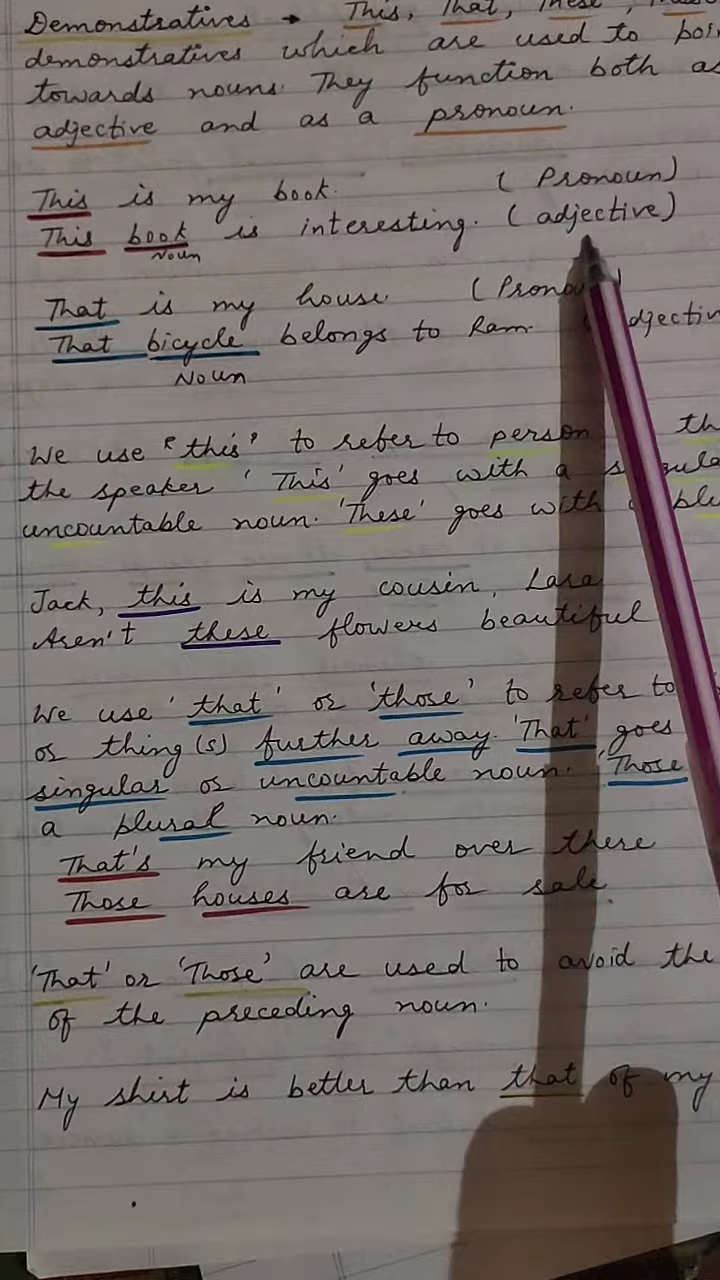 Demonstratives → This, That, These,
demonstratives which are used to
towards nouns. They function both as
adjective and as a pronoun.
This is my book. (Pronoun)
This book is interesting. (adjective)
Noun
That is my house. (Prono
That bicycle belongs to Ram. djectiv
Noun
We use "this" to refer to person th
the speaker 'This' goes with a
uncountable noun. 'These' goes with
Jack, this is my cousin, Lara
Aren't these flowers beautiful
We use 'that' or 'those' to refer to
or thing(s) further away. 'That' goes
singular or uncountable noun. 'Those
a plural noun.
That's my friend over there
Those houses are for sale.
'That' or 'Those' are used to avoid the
of the preceding noun.
My shirt is better than that of my